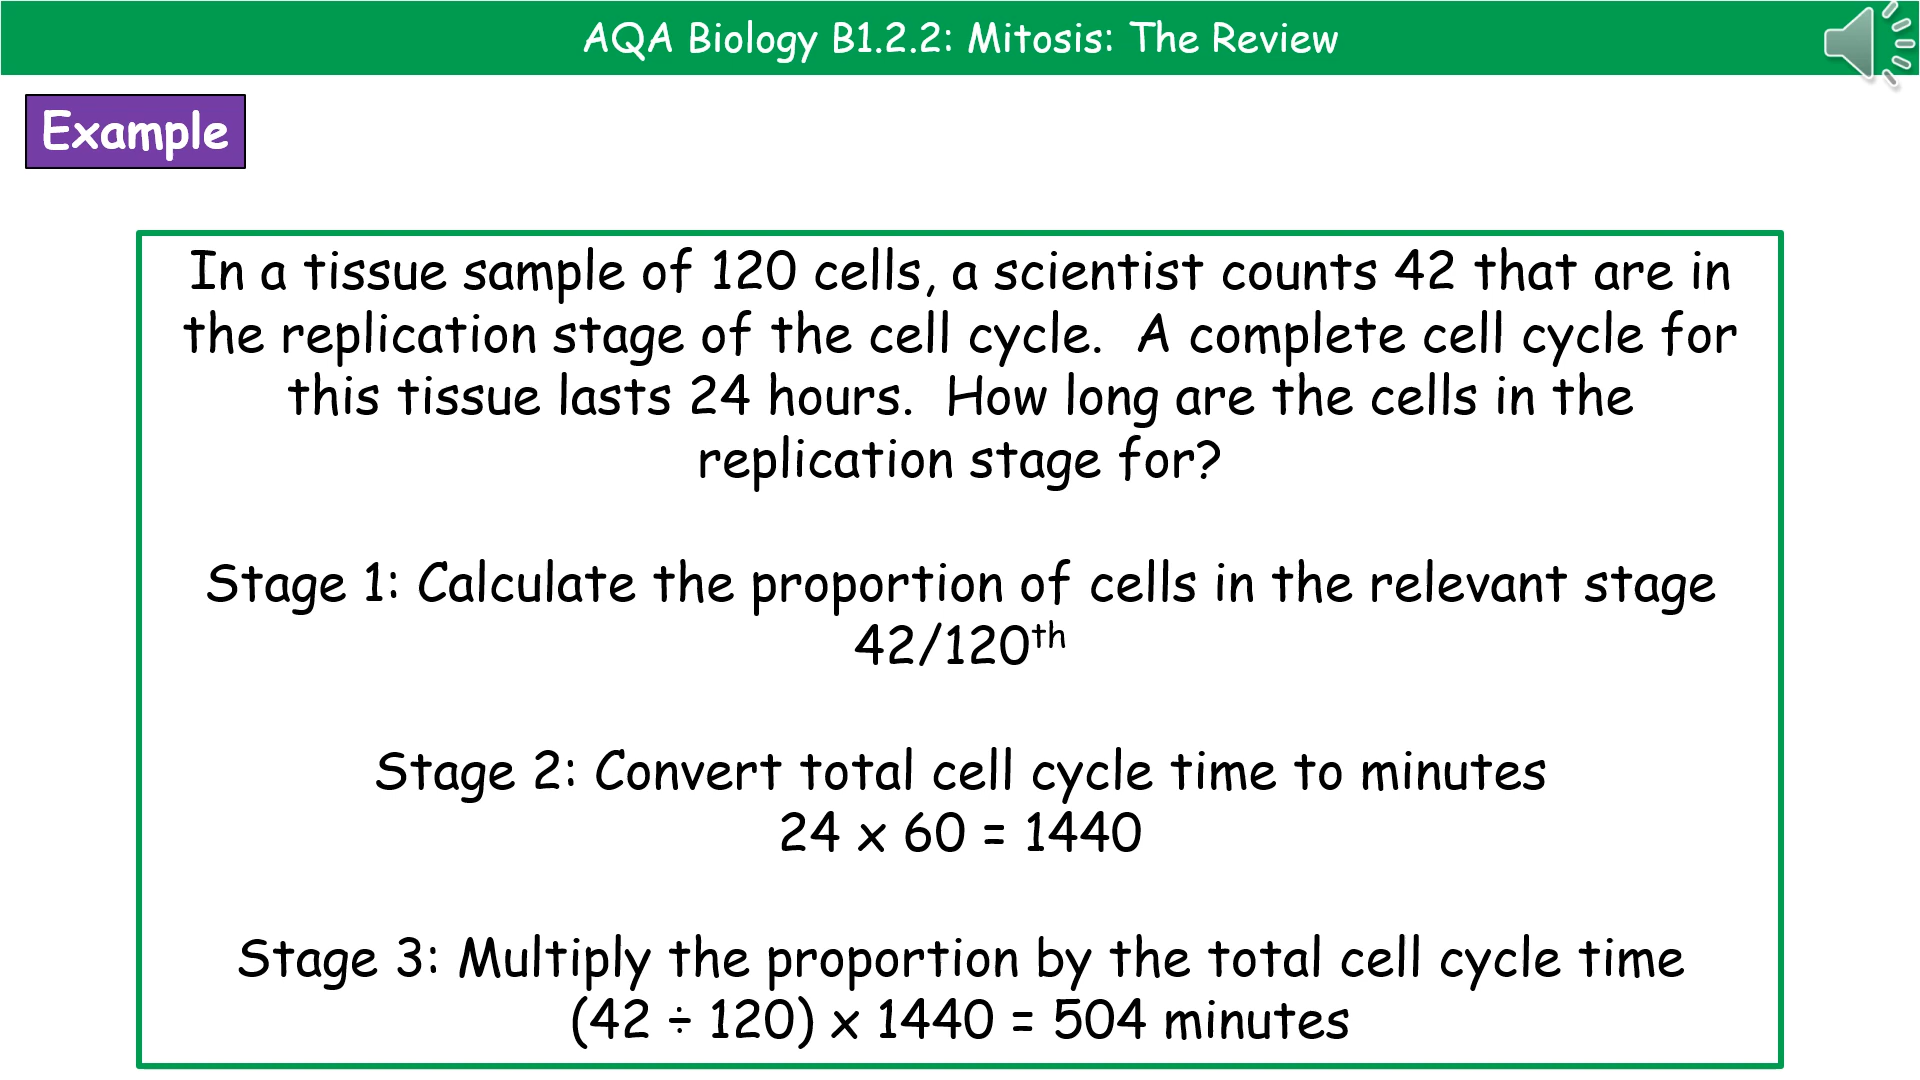 AQA Biology B1.2.2: Mitosis: The Review
Example
In a tissue sample of 120 cells, a scientist counts 42 that are in
the replication stage of the cell cycle.  A complete cell cycle for
this tissue lasts 24 hours.  How long are the cells in the
replication stage for?
Stage 1: Calculate the proportion of cells in the relevant stage
42/120th
Stage 2: Convert total cell cycle time to minutes
24 x 60 = 1440
Stage 3: Multiply the proportion by the total cell cycle time
(42 ÷ 120) x 1440 = 504 minutes